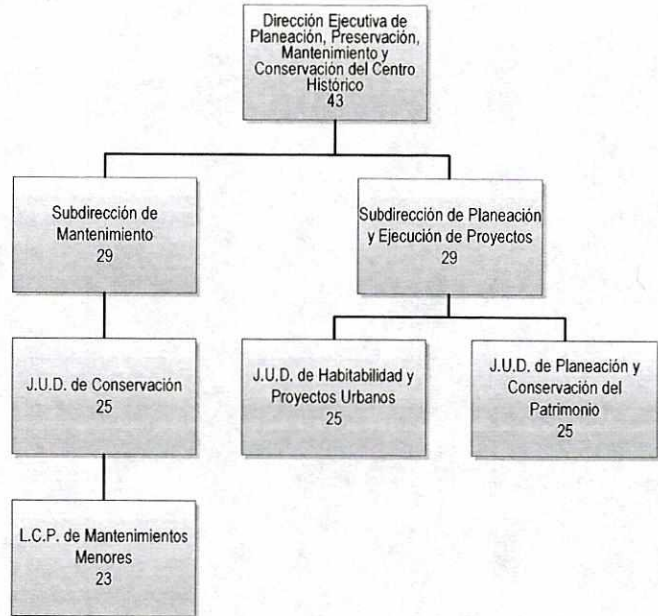 Dirección Ejecutiva de
Planeación, Preservación,
Mantenimiento y
Conservación del Centro
Histórico
43
Subdirección de
Mantenimiento
29
Subdirección de Planeación
y Ejecución de Proyectos
29
J.U.D. de Conservación
25
J.U.D. de Habitabilidad y
Proyectos Urbanos
25
J.U.D. de Planeación y
Conservación del
Patrimonio
25
L.C.P. de Mantenimientos
Menores
23